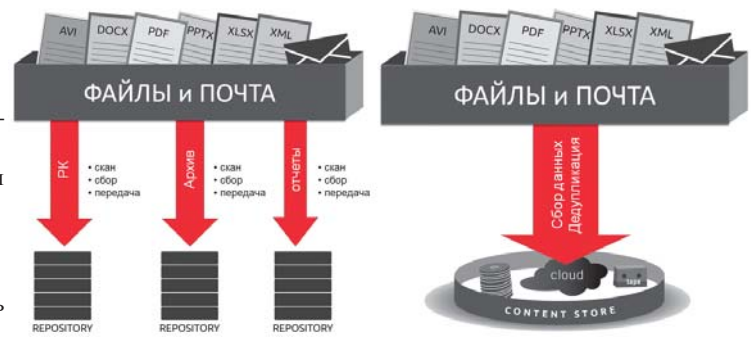 AVI DOCX PDF PPTX XLSX XML
ФАЙЛЫ и ПОЧТА
РК
• скан
• сбор
• передача
Архив
• скан
• сбор
• передача
отчеты
• скан
• сбор
• передача
REPOSITORY REPOSITORY REPOSITORY
AVI DOCX PDF PPTX XLSX XML
ФАЙЛЫ и ПОЧТА
Сбор данных
Дедупликация
cloud
tape
CONTENT STORE